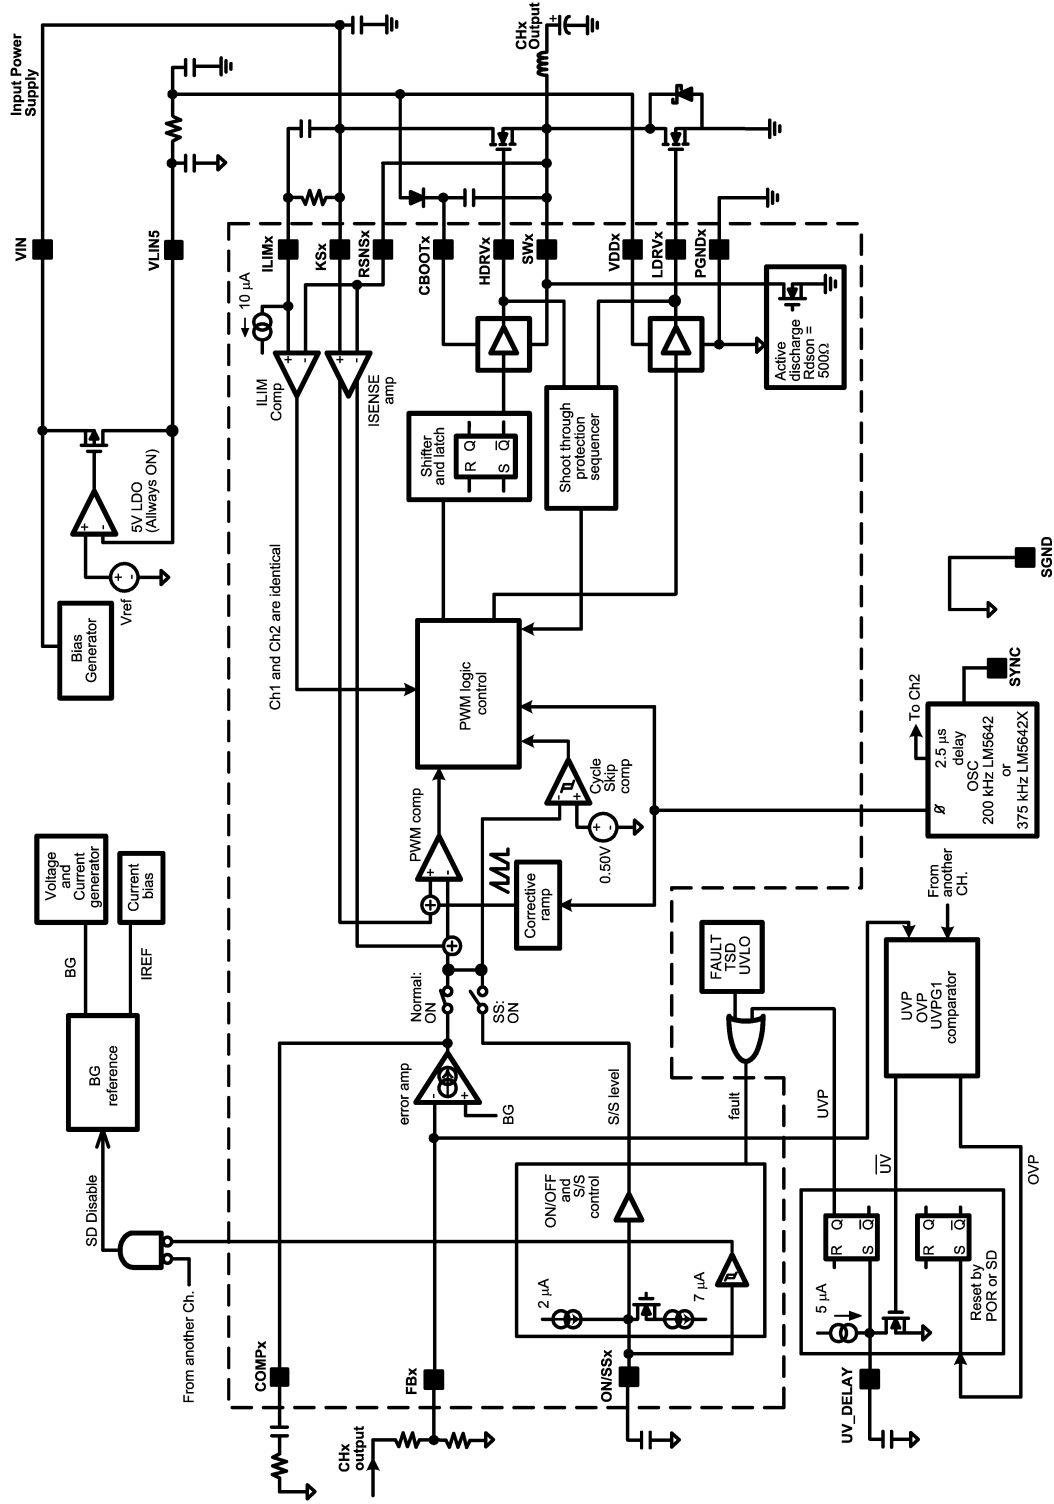 Input Power
Supply
CHx
Output
+
VIN
VLIN5
ILIMx
KSx
RSNSx
CBOOTx
HDRVx
SWx
VDDx
LDRVx
PGNDx
10 µA
+
-
ILIM
Comp
+
-
ISENSE
amp
Active
discharge
Rdson =
500Ω
5V LDO
(Allways ON)
+
-
Vref
+
-
Bias
Generator
Shifter
and latch
R Q
S Q
Shoot through
protection
sequencer
Ch1 and Ch2 are identical
PWM logic
control
SGND
SYNC
To Ch2
2.5 µs
delay
OSC
200 kHz LM5642
or
375 kHz LM5642X
Ø
Cycle
Skip
comp
-
+
0.50V
+
-
PWM comp
+
-
Corrective
ramp
+
+
Voltage
and
Current
generator
Current
bias
BG
IREF
BG
reference
SD Disable
From another Ch.
Normal:
ON
SS:
ON
error amp
-
+
BG
S/S level
FAULT
TSD
UVLO
fault
From
another
CH.
UVP
OVP
UVPG1
comparator
UVP
UV
OVP
ON/OFF
and
S/S
control
2 µA
7 µA
R Q
S Q
R Q
S Q
5 µA
Reset by
POR or SD
COMPx
FBx
ON/SSx
UV_DELAY
CHx
output